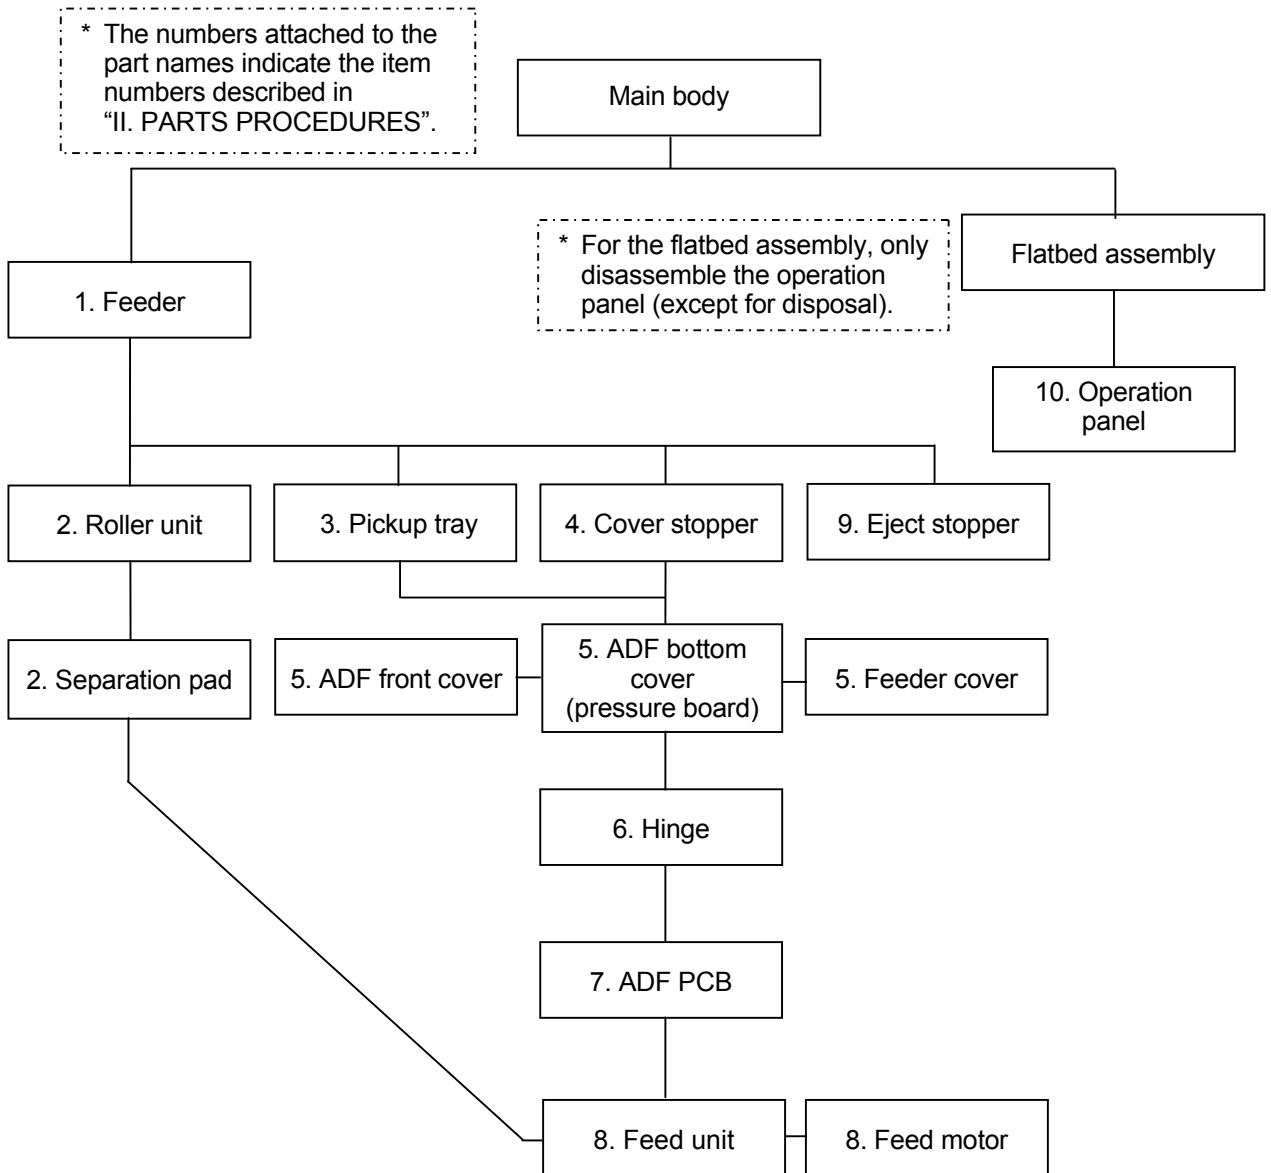 * The numbers attached to the
part names indicate the item
numbers described in
“II. PARTS PROCEDURES”.
Main body
* For the flatbed assembly, only
disassemble the operation
panel (except for disposal).
Flatbed assembly
1. Feeder
10. Operation
panel
2. Roller unit
3. Pickup tray
4. Cover stopper
9. Eject stopper
2. Separation pad
5. ADF front cover
5. ADF bottom
cover
(pressure board)
5. Feeder cover
6. Hinge
7. ADF PCB
8. Feed unit
8. Feed motor